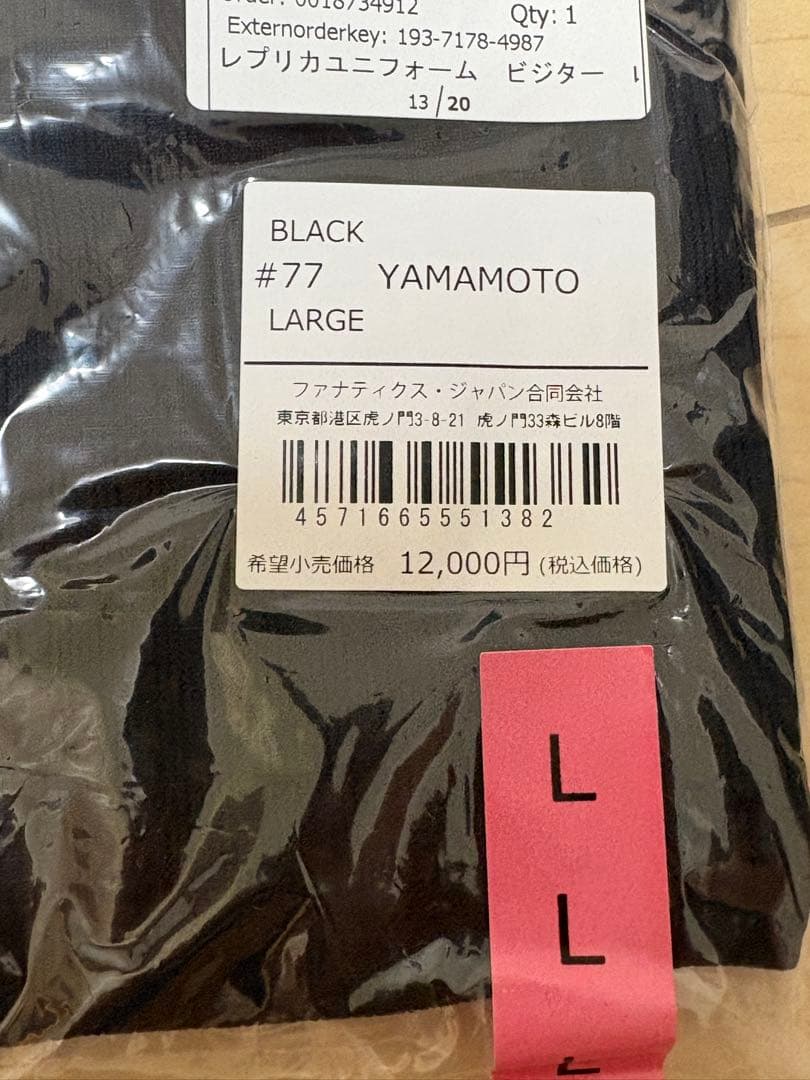 Order: 0018734912
Qty: 1
Externorderkey: 193-7178-4987
レプリカユニフォーム ビジター
13/20
BLACK
#77 YAMAMOTO
LARGE
ファナティクス・ジャパン合同会社
東京都港区虎ノ門3-8-21 虎ノ門33森ビル8階
4571665551382
希望小売価格 12,000円 (税込価格)
L
L
L